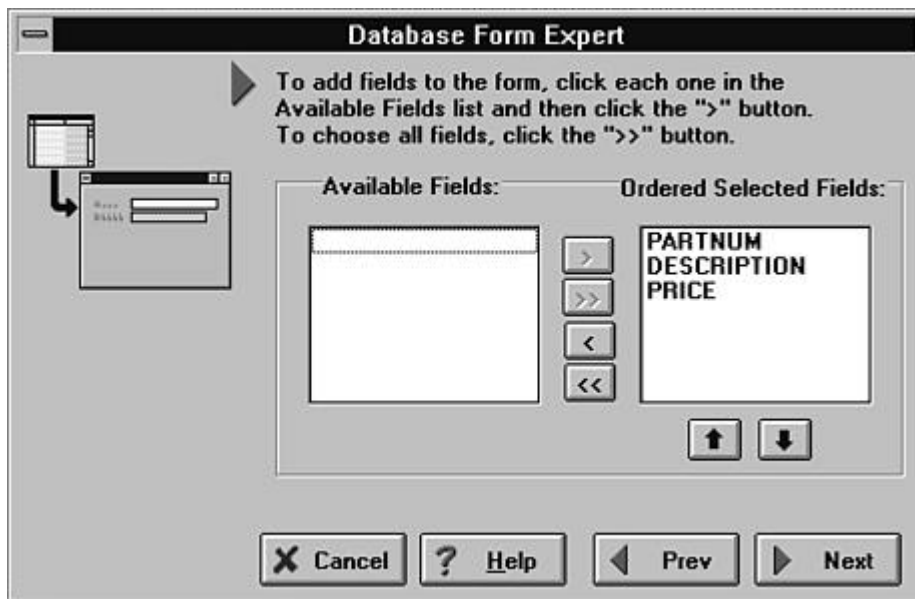 Database Form Expert
To add fields to the form, click each one in the
Available Fields list and then click the ">" button.
To choose all fields, click the ">>" button.
Available Fields:
Ordered Selected Fields:
PARTNUM
DESCRIPTION
PRICE
>
>>
<
<<
Cancel
? Help
Prev
Next